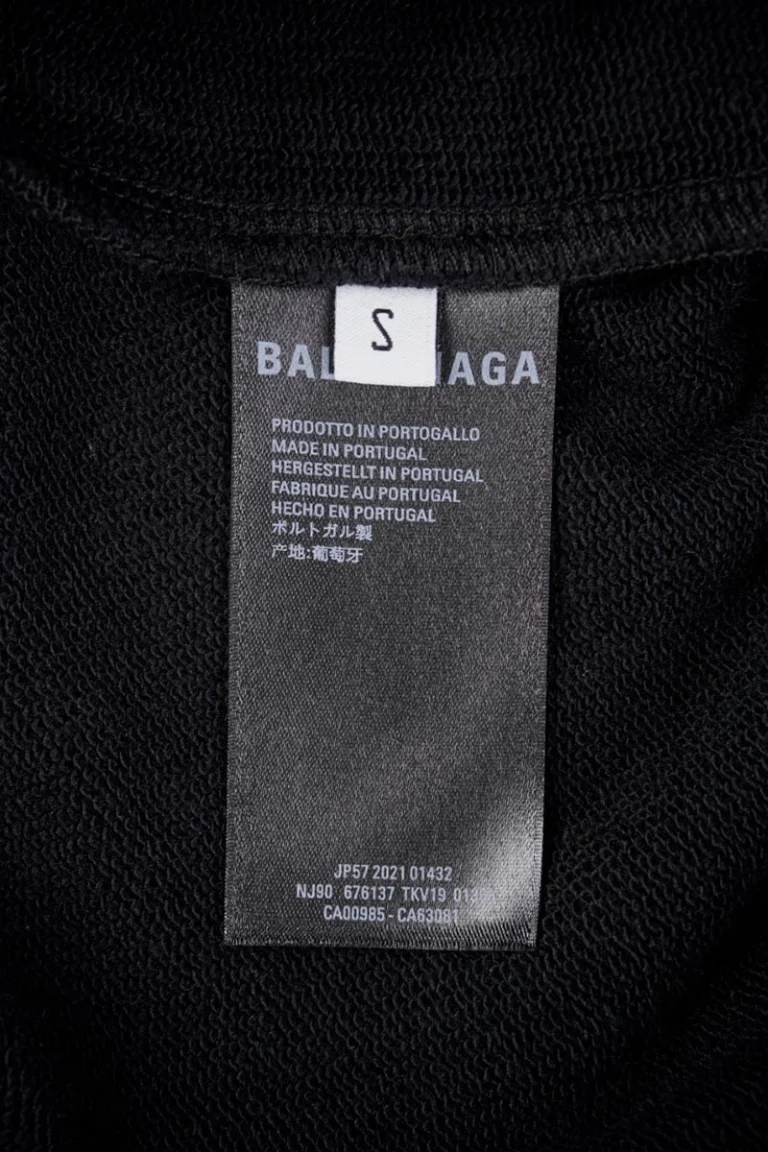 S
BAL AGA
PRODOTTO IN PORTOGALLO
MADE IN PORTUGAL
HERGESTELLT IN PORTUGAL
FABRIQUE AU PORTUGAL
HECHO EN PORTUGAL
ポルトガル製
产地:葡萄牙
JP57 2021 01432
NJ90 676137 TKV19
CA00985 - CA63081